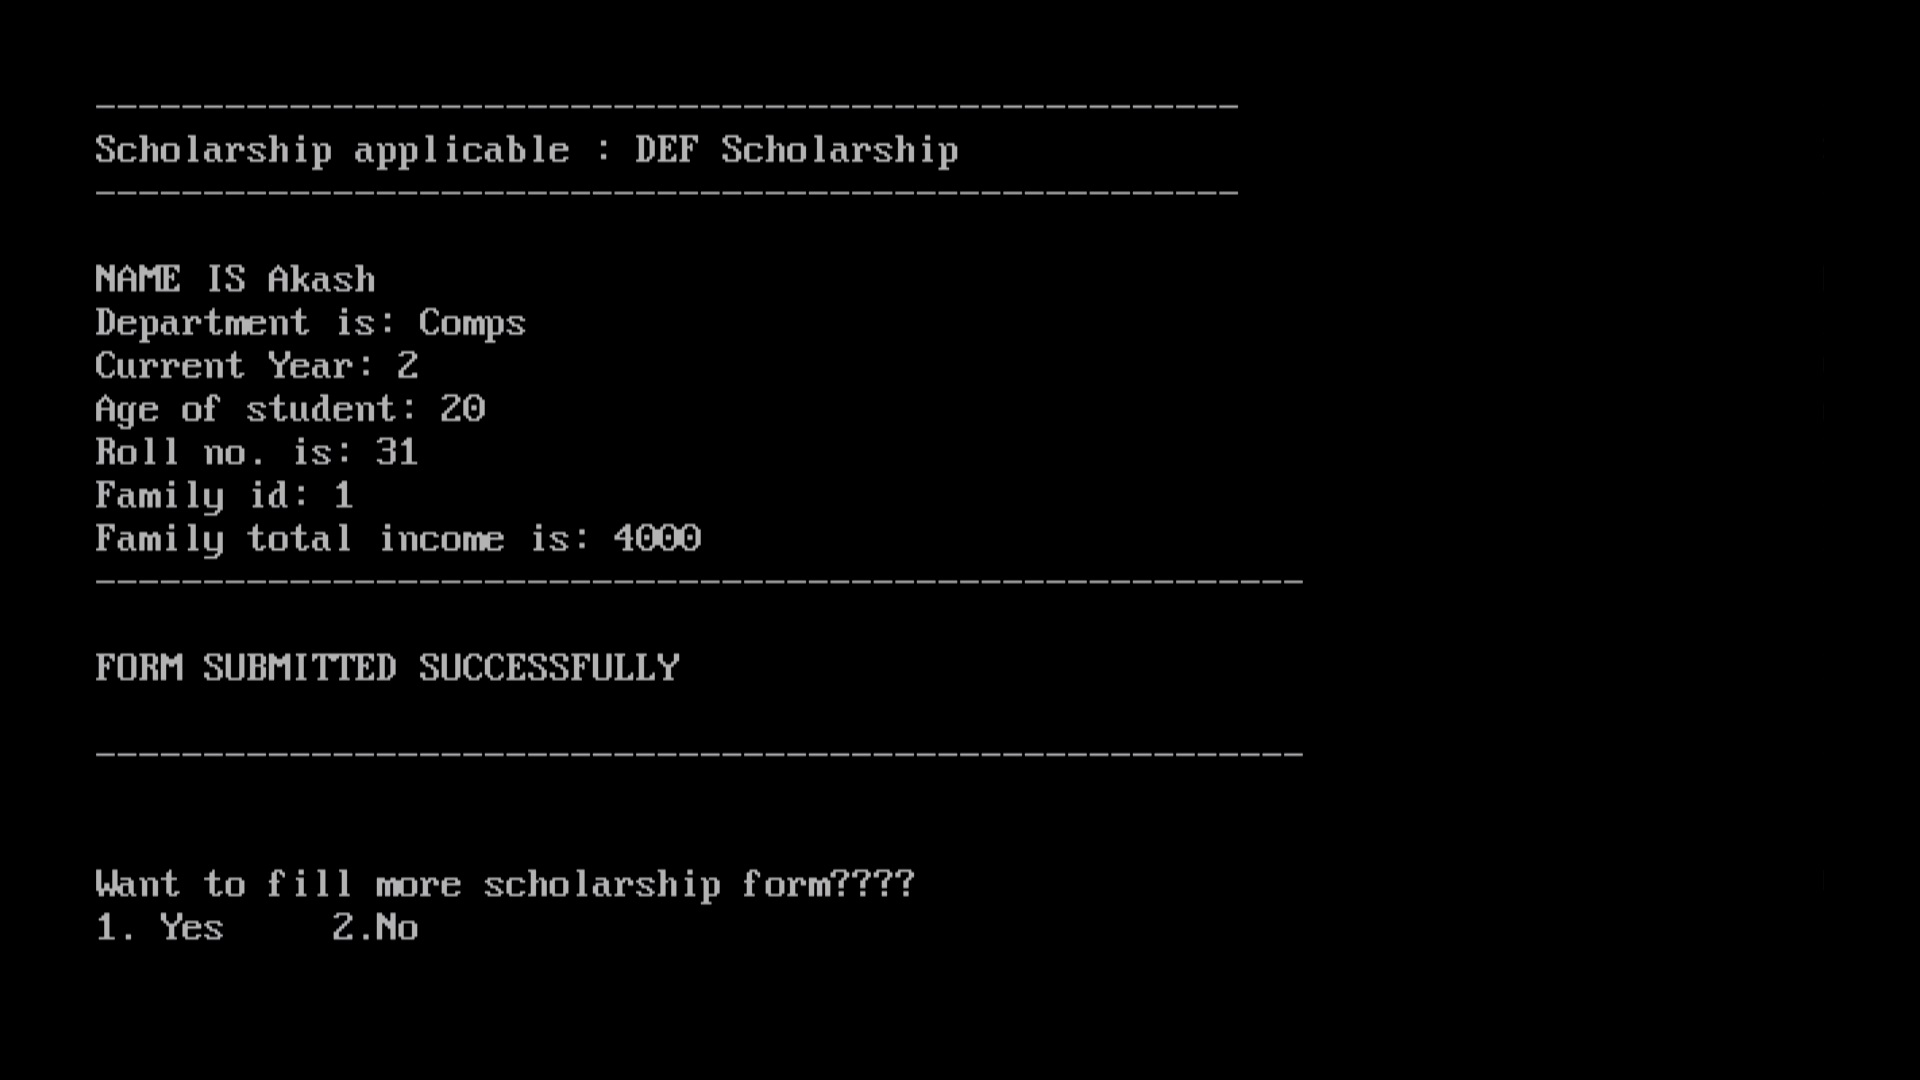 -----------------------------------------------------
Scholarship applicable : DEF Scholarship
-----------------------------------------------------
NAME IS Akash
Department is: Comps
Current Year: 2
Age of student: 20
Roll no. is: 31
Family id: 1
Family total income is: 4000
--------------------------------------------------------
FORM SUBMITTED SUCCESSFULLY
--------------------------------------------------------
Want to fill more scholarship form????
1. Yes     2.No